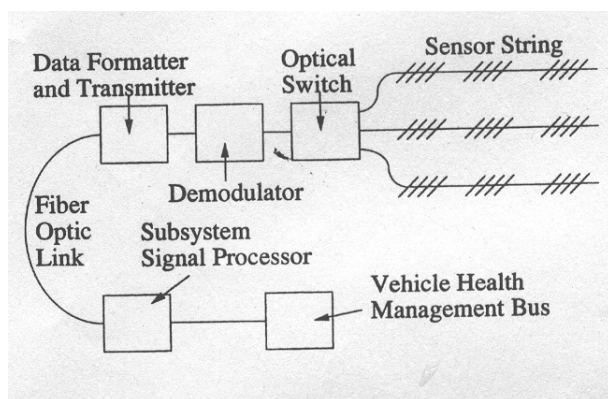 Data Formatter
and Transmitter
Optical
Switch
Sensor String
Demodulator
Fiber
Optic
Link
Subsystem
Signal Processor
Vehicle Health
Management Bus